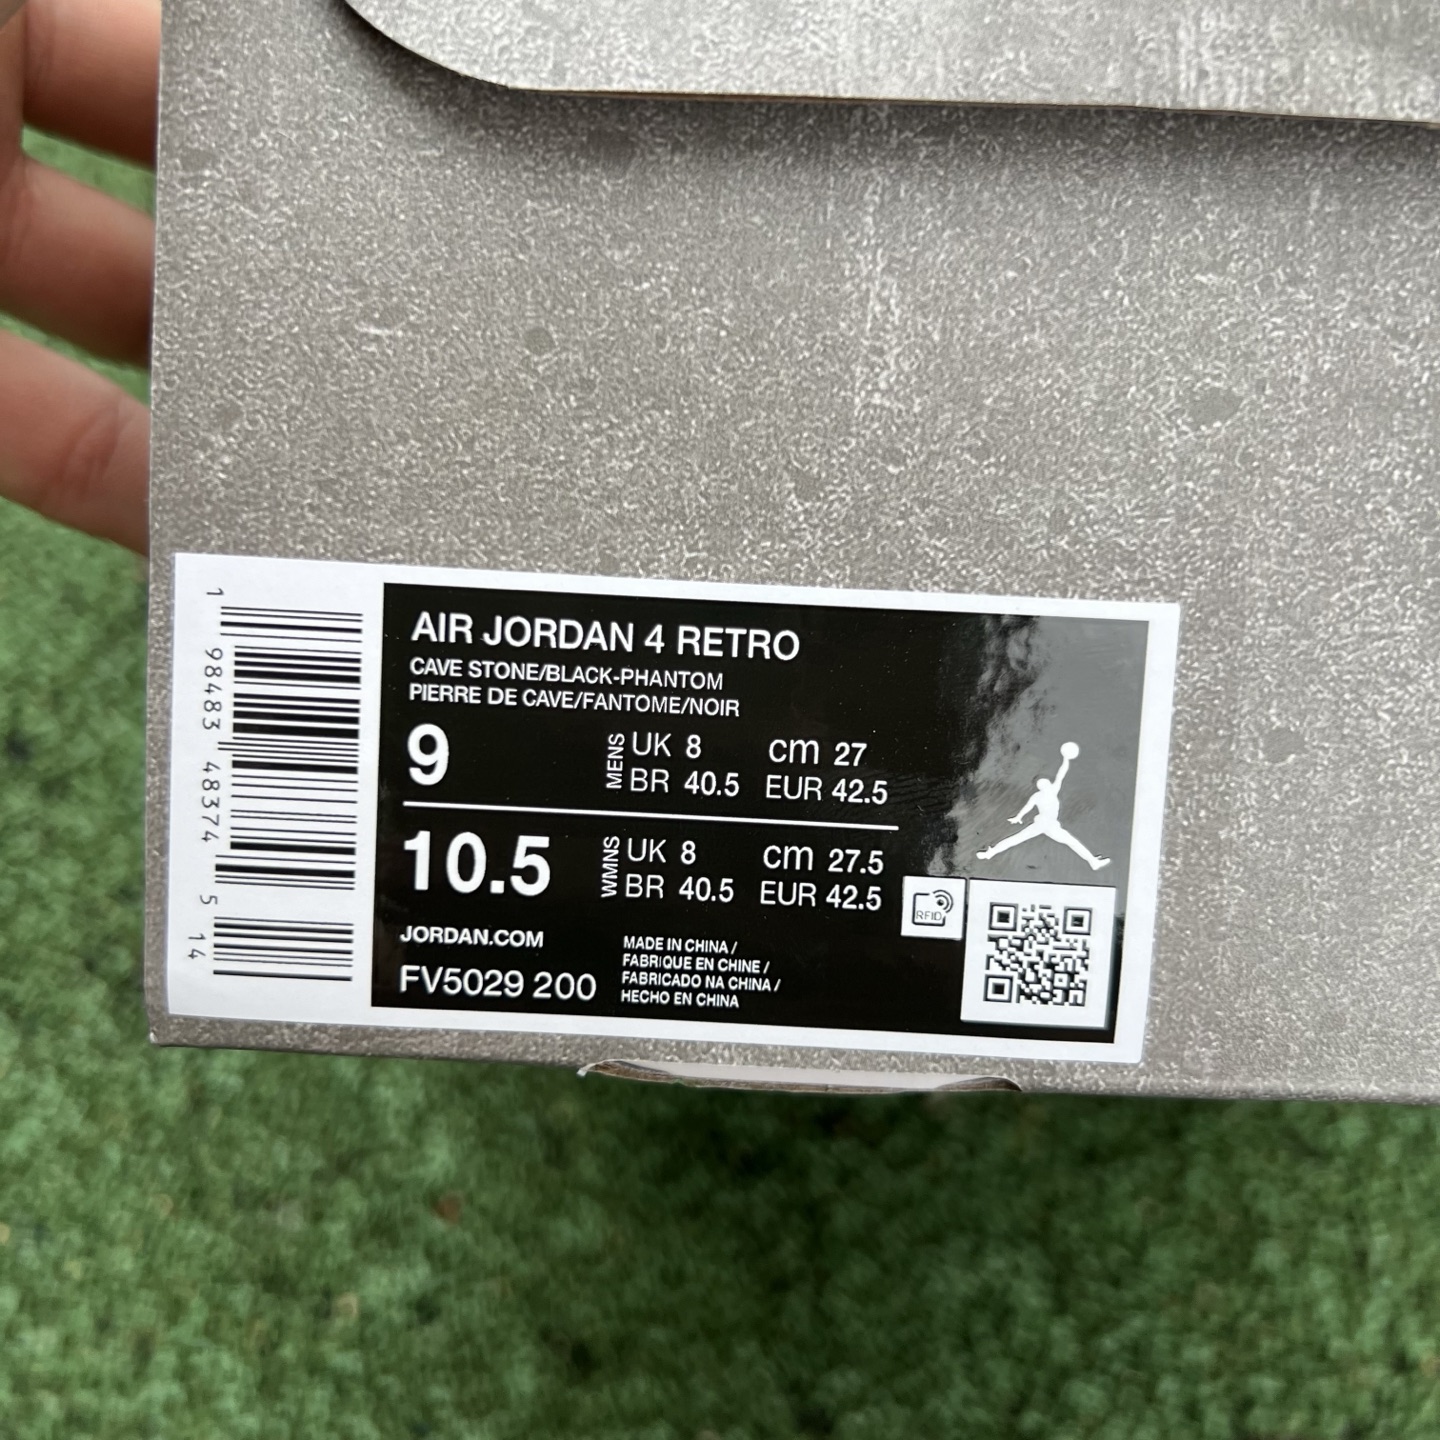 AIR JORDAN 4 RETRO
CAVE STONE/BLACK-PHANTOM
PIERRE DE CAVE/FANTOME/NOIR
9 MENS UK 8 cm 27
BR 40.5 EUR 42.5
10.5 WMNS UK 8 cm 27.5
BR 40.5 EUR 42.5
JORDAN.COM
FV5029 200
MADE IN CHINA /
FABRIQUE EN CHINE /
FABRICADO NA CHINA /
HECHO EN CHINA
RFID
1 98483 48374 5 14